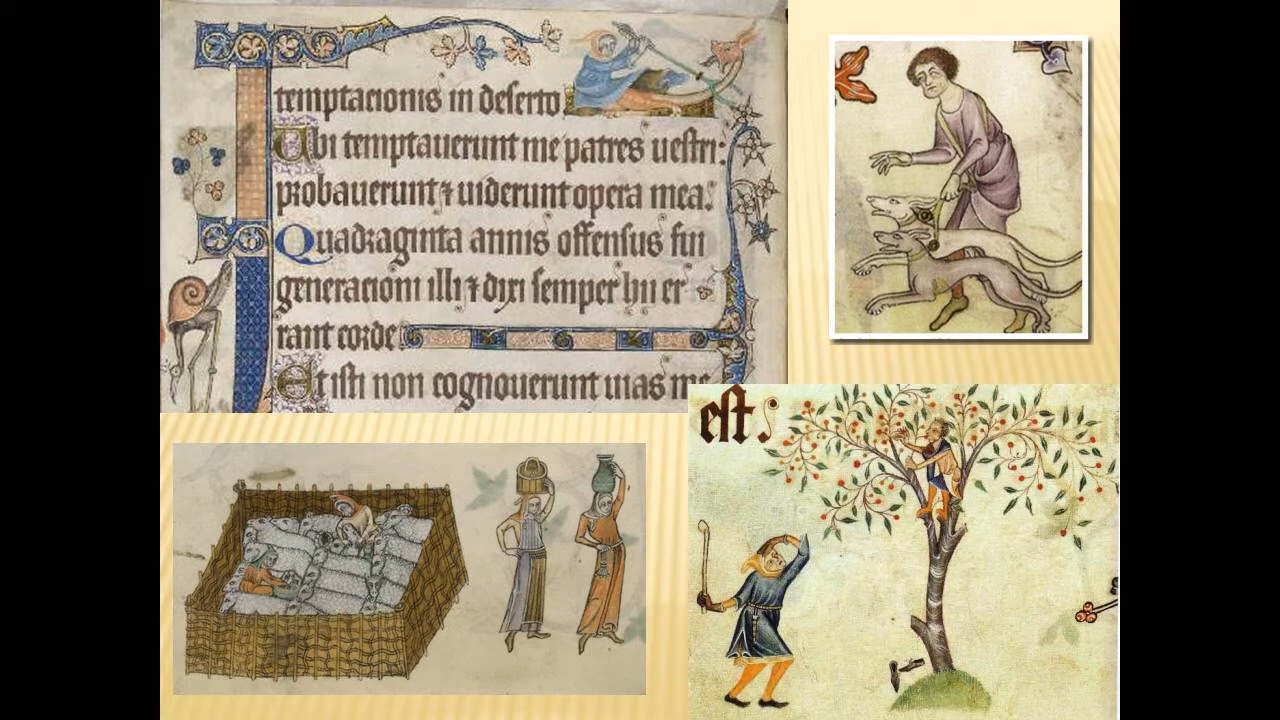 temptacionis in deserto
Ubi temptauerunt me patres uestri:
probauerunt ⁊ uiderunt opera mea.
Quadraginta annis offensus fui
generacioni illi ⁊ dixi semper hii er
rant corde.
Et isti non cognouerunt uias me
est